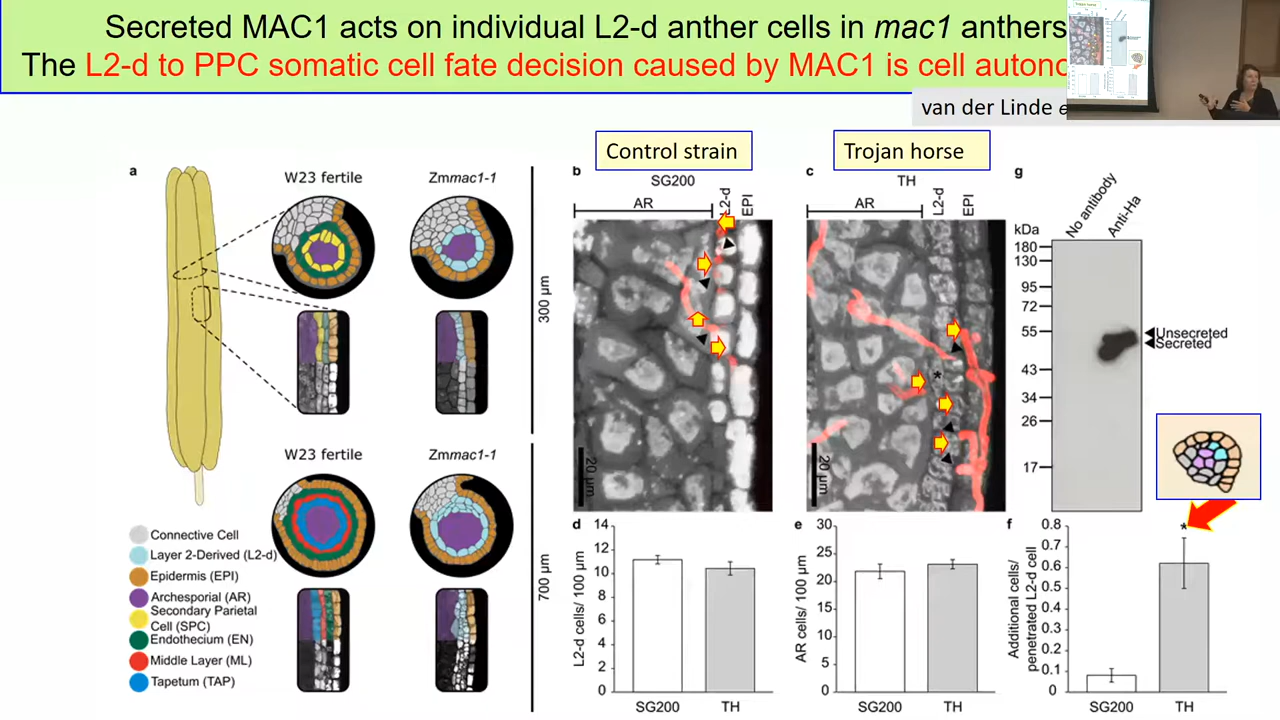 Secreted MAC1 acts on individual L2-d anther cells in mac1 anthers
The L2-d to PPC somatic cell fate decision caused by MAC1 is cell
van der Linde
Control strain
Trojan horse
a
W23 fertile
Zmmac1-1
300 µm
b
SG200
AR
L2-d
EPI
20 µm
c
TH
AR
L2-d
EPI
*
20 µm
g
No antibody
Anti-Ha
kDa
180
130
95
72
55
43
34
26
17
Unsecreted
Secreted
W23 fertile
Zmmac1-1
700 µm
Connective Cell
Layer 2-Derived (L2-d)
Epidermis (EPI)
Archesporial (AR)
Secondary Parietal
Cell (SPC)
Endothecium (EN)
Middle Layer (ML)
Tapetum (TAP)
d
L2-d cells/ 100 µm
14
12
10
8
6
4
2
0
SG200
TH
e
AR cells/ 100 µm
30
25
20
15
10
5
0
SG200
TH
f
Additional cells/
penetrated L2-d cell
0.8
0.7
0.6
0.5
0.4
0.3
0.2
0.1
0
*
SG200
TH